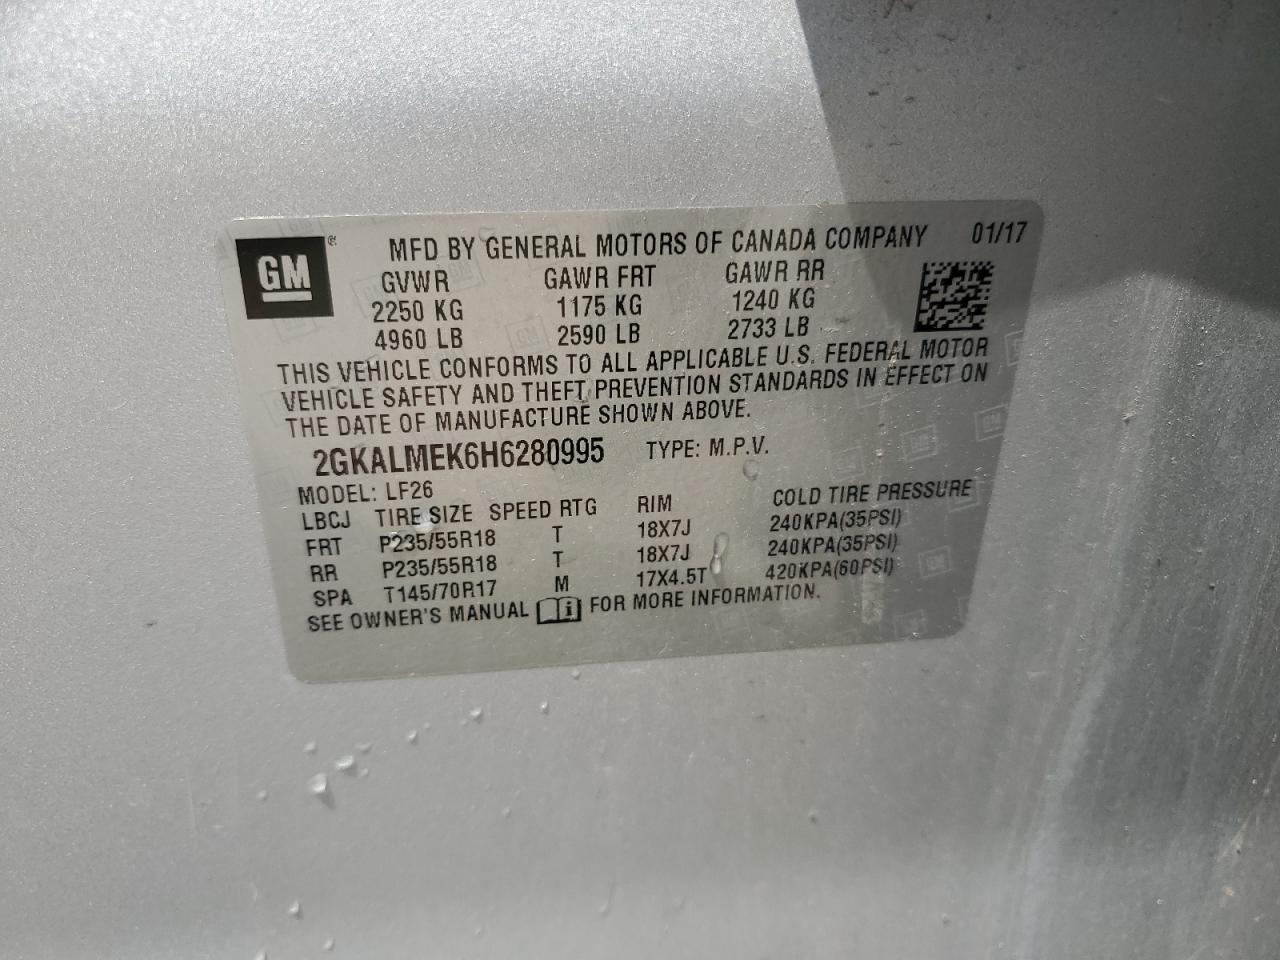 GM ®
MFD BY GENERAL MOTORS OF CANADA COMPANY 01/17
GVWR GAWR FRT GAWR RR
2250 KG 1175 KG 1240 KG
4960 LB 2590 LB 2733 LB
THIS VEHICLE CONFORMS TO ALL APPLICABLE U.S. FEDERAL MOTOR
VEHICLE SAFETY AND THEFT PREVENTION STANDARDS IN EFFECT ON
THE DATE OF MANUFACTURE SHOWN ABOVE.
2GKALMEK6H6280995 TYPE: M.P.V.
MODEL: LF26
LBCJ TIRE SIZE SPEED RTG RIM COLD TIRE PRESSURE
FRT P235/55R18 T 18X7J 240KPA(35PSI)
RR P235/55R18 T 18X7J 240KPA(35PSI)
SPA T145/70R17 M 17X4.5T 420KPA(60PSI)
SEE OWNER'S MANUAL i FOR MORE INFORMATION.